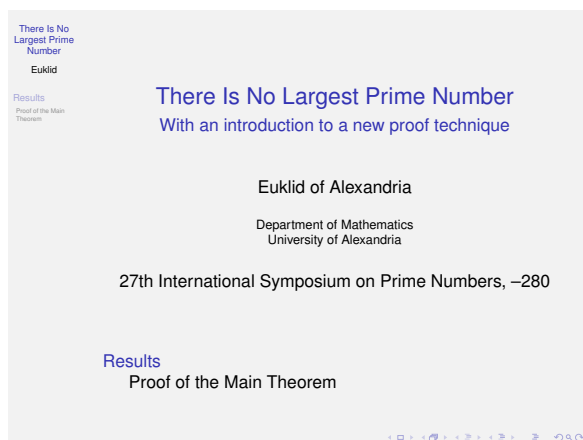 There Is No
Largest Prime
Number
Euklid
Results
Proof of the Main
Theorem
There Is No Largest Prime Number
With an introduction to a new proof technique
Euklid of Alexandria
Department of Mathematics
University of Alexandria
27th International Symposium on Prime Numbers, –280
Results
Proof of the Main Theorem